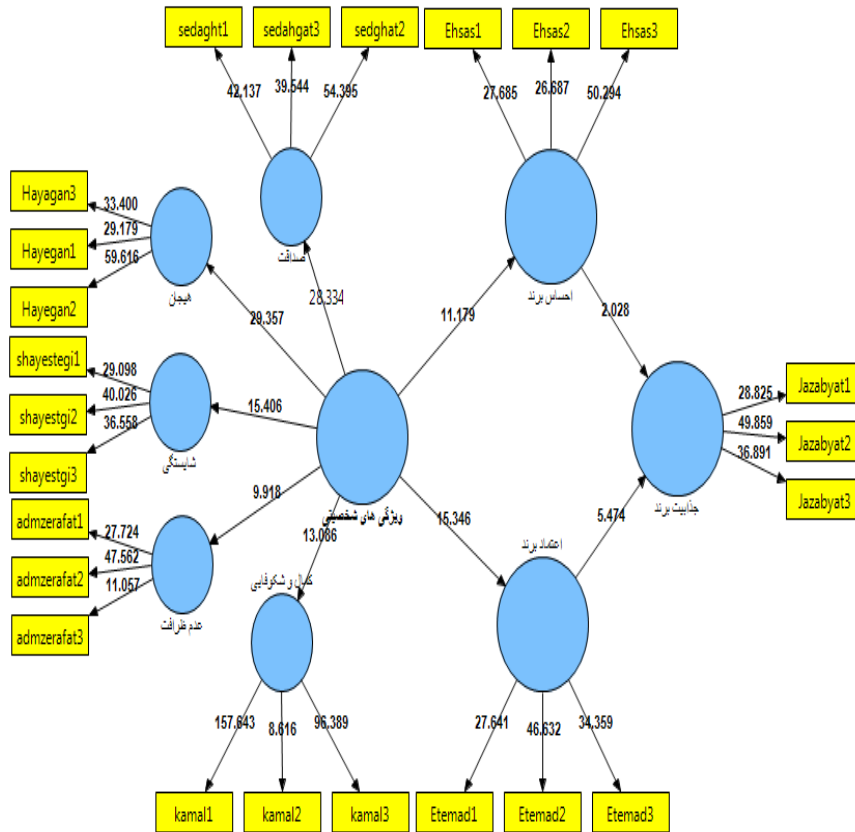 sedaght1
sedahgat3
sedghat2
Ehsas1
Ehsas2
Ehsas3
42.137
39.544
54.395
27.685
26.687
50.294
Hayagan3
Hayegan1
Hayegan2
33.400
29.179
59.616
هیجان
صداقت
احساس برند
28.334
29.357
11.179
2.028
shayestegi1
shayestgi2
shayestgi3
29.098
40.026
36.558
شایستگی
15.406
ویژگی های شخصیتی
Jazabyat1
Jazabyat2
Jazabyat3
28.825
49.859
36.891
جذابیت برند
admzerafat1
admzerafat2
admzerafat3
27.724
47.562
11.057
عدم ظرافت
9.918
13.086
15.346
5.474
کمال و شکوفایی
اعتماد برند
157.643
8.616
96.389
27.641
46.632
34.359
kamal1
kamal2
kamal3
Etemad1
Etemad2
Etemad3